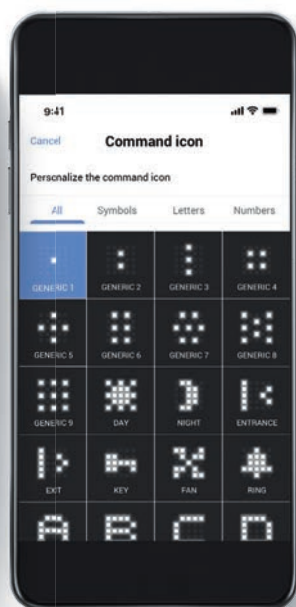 9:41
Cancel Command icon
Personalize the command icon
All Symbols Letters Numbers
GENERIC 1 GENERIC 2 GENERIC 3 GENERIC 4
GENERIC 5 GENERIC 6 GENERIC 7 GENERIC 8
GENERIC 9 DAY NIGHT ENTRANCE
EXIT KEY FAN RING
A B C D